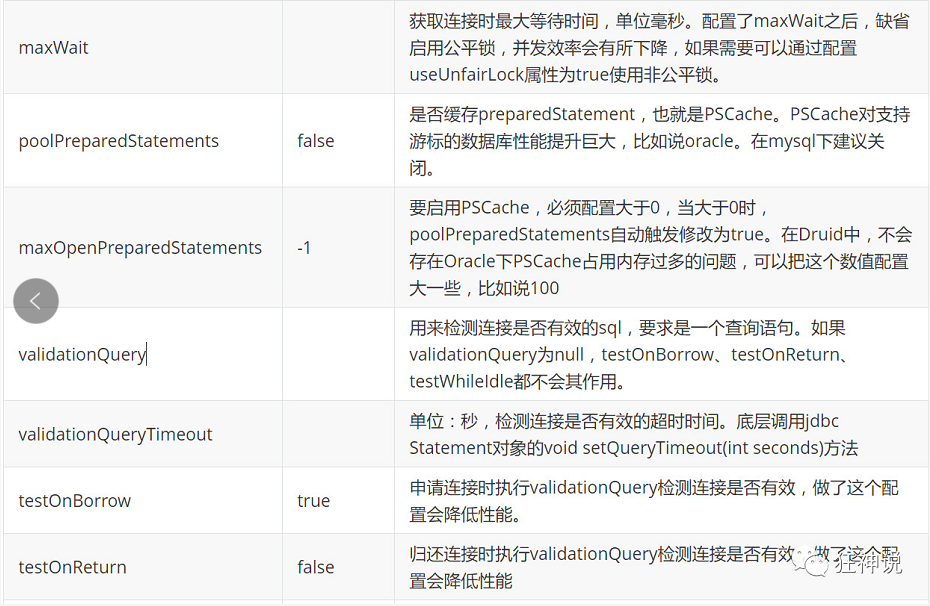 maxWait
获取连接时最大等待时间，单位毫秒。配置了maxWait之后，缺省
启用公平锁，并发效率会有所下降，如果需要可以通过配置
useUnfairLock属性为true使用非公平锁。
poolPreparedStatements
false
是否缓存preparedStatement，也就是PSCache。PSCache对支持
游标的数据库性能提升巨大，比如说oracle。在mysql下建议关
闭。
maxOpenPreparedStatements
-1
要启用PSCache，必须配置大于0，当大于0时，
poolPreparedStatements自动触发修改为true。在Druid中，不会
存在Oracle下PSCache占用内存过多的问题，可以把这个数值配置
大一些，比如说100
validationQuery
用来检测连接是否有效的sql，要求是一个查询语句。如果
validationQuery为null，testOnBorrow、testOnReturn、
testWhileIdle都不会其作用。
validationQueryTimeout
单位：秒，检测连接是否有效的超时时间。底层调用jdbc
Statement对象的void setQueryTimeout(int seconds)方法
testOnBorrow
true
申请连接时执行validationQuery检测连接是否有效，做了这个配
置会降低性能。
testOnReturn
false
归还连接时执行validationQuery检测连接是否有效，做了这个配
置会降低性能
狂神说